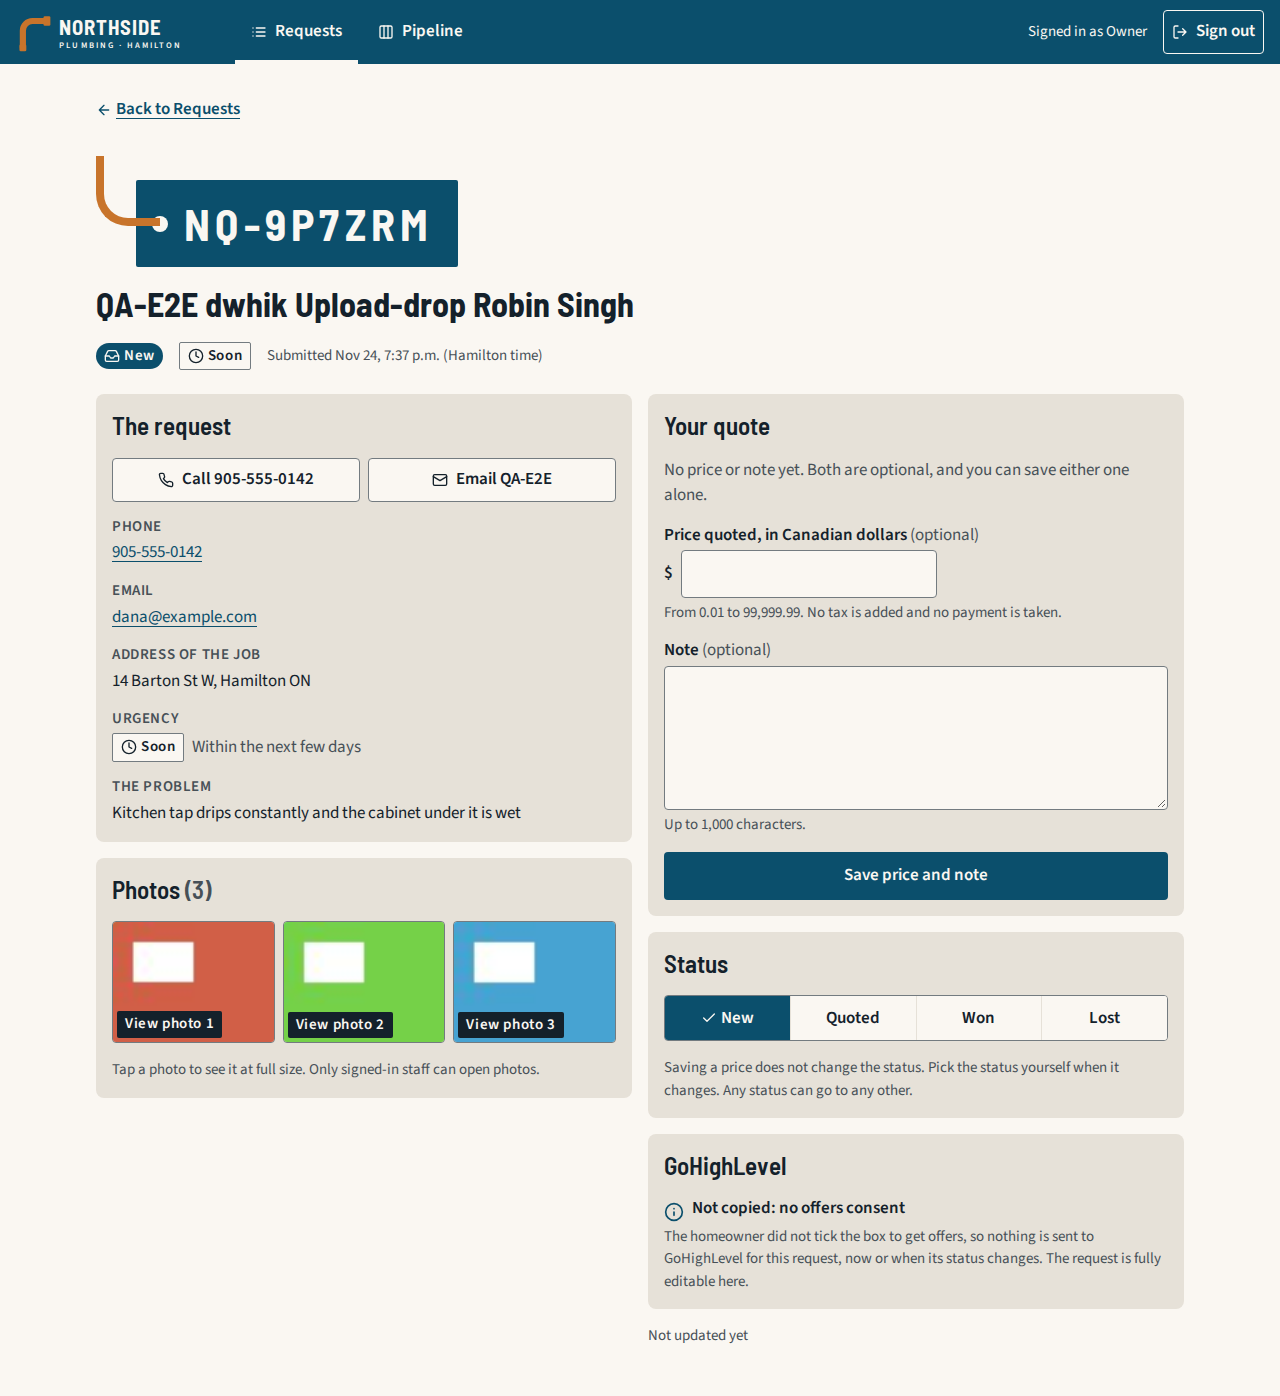 NORTHSIDE
PLUMBING · HAMILTON
Requests
Pipeline
Signed in as Owner
Sign out
Back to Requests
NQ-9P7ZRM
QA-E2E dwhik Upload-drop Robin Singh
New
Soon
Submitted Nov 24, 7:37 p.m. (Hamilton time)
The request
Call 905-555-0142
Email QA-E2E
PHONE
905-555-0142
EMAIL
dana@example.com
ADDRESS OF THE JOB
14 Barton St W, Hamilton ON
URGENCY
Soon
Within the next few days
THE PROBLEM
Kitchen tap drips constantly and the cabinet under it is wet
Photos (3)
View photo 1
View photo 2
View photo 3
Tap a photo to see it at full size. Only signed-in staff can open photos.
Your quote
No price or note yet. Both are optional, and you can save either one
alone.
Price quoted, in Canadian dollars (optional)
$
From 0.01 to 99,999.99. No tax is added and no payment is taken.
Note (optional)
Up to 1,000 characters.
Save price and note
Status
New
Quoted
Won
Lost
Saving a price does not change the status. Pick the status yourself when it
changes. Any status can go to any other.
GoHighLevel
Not copied: no offers consent
The homeowner did not tick the box to get offers, so nothing is sent to
GoHighLevel for this request, now or when its status changes. The request is fully
editable here.
Not updated yet